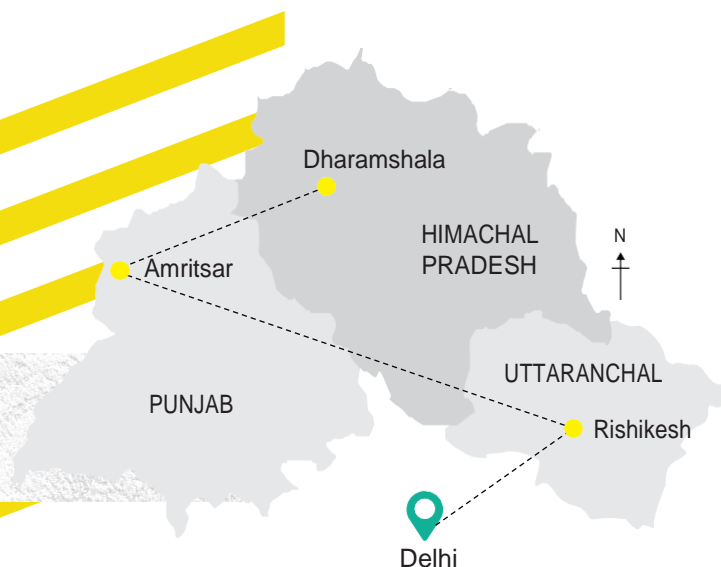 Dharamshala
HIMACHAL
PRADESH
N
Amritsar
UTTARANCHAL
PUNJAB
Rishikesh
Delhi